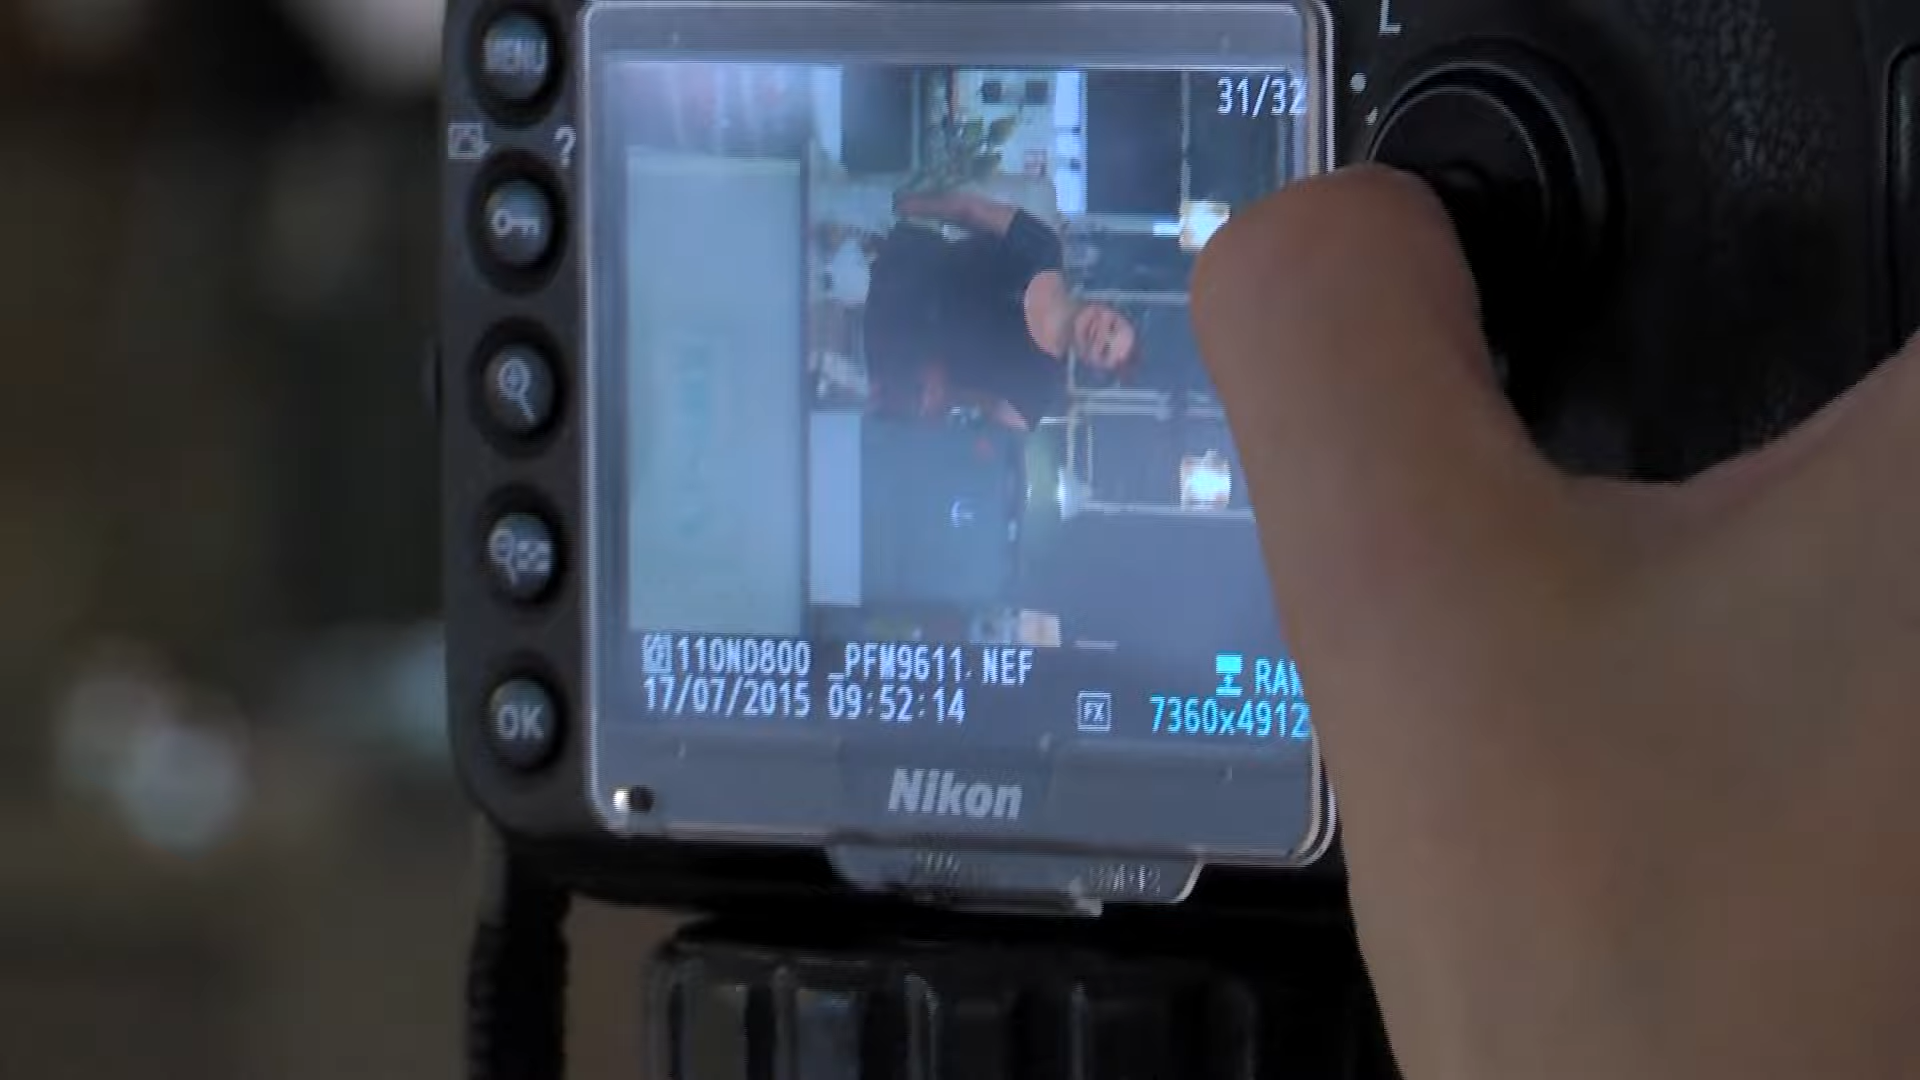 L
MENU
?
31/32
110ND800 _PFM9611.NEF
RAW
17/07/2015 09:52:14
FX
7360x4912
OK
Nikon